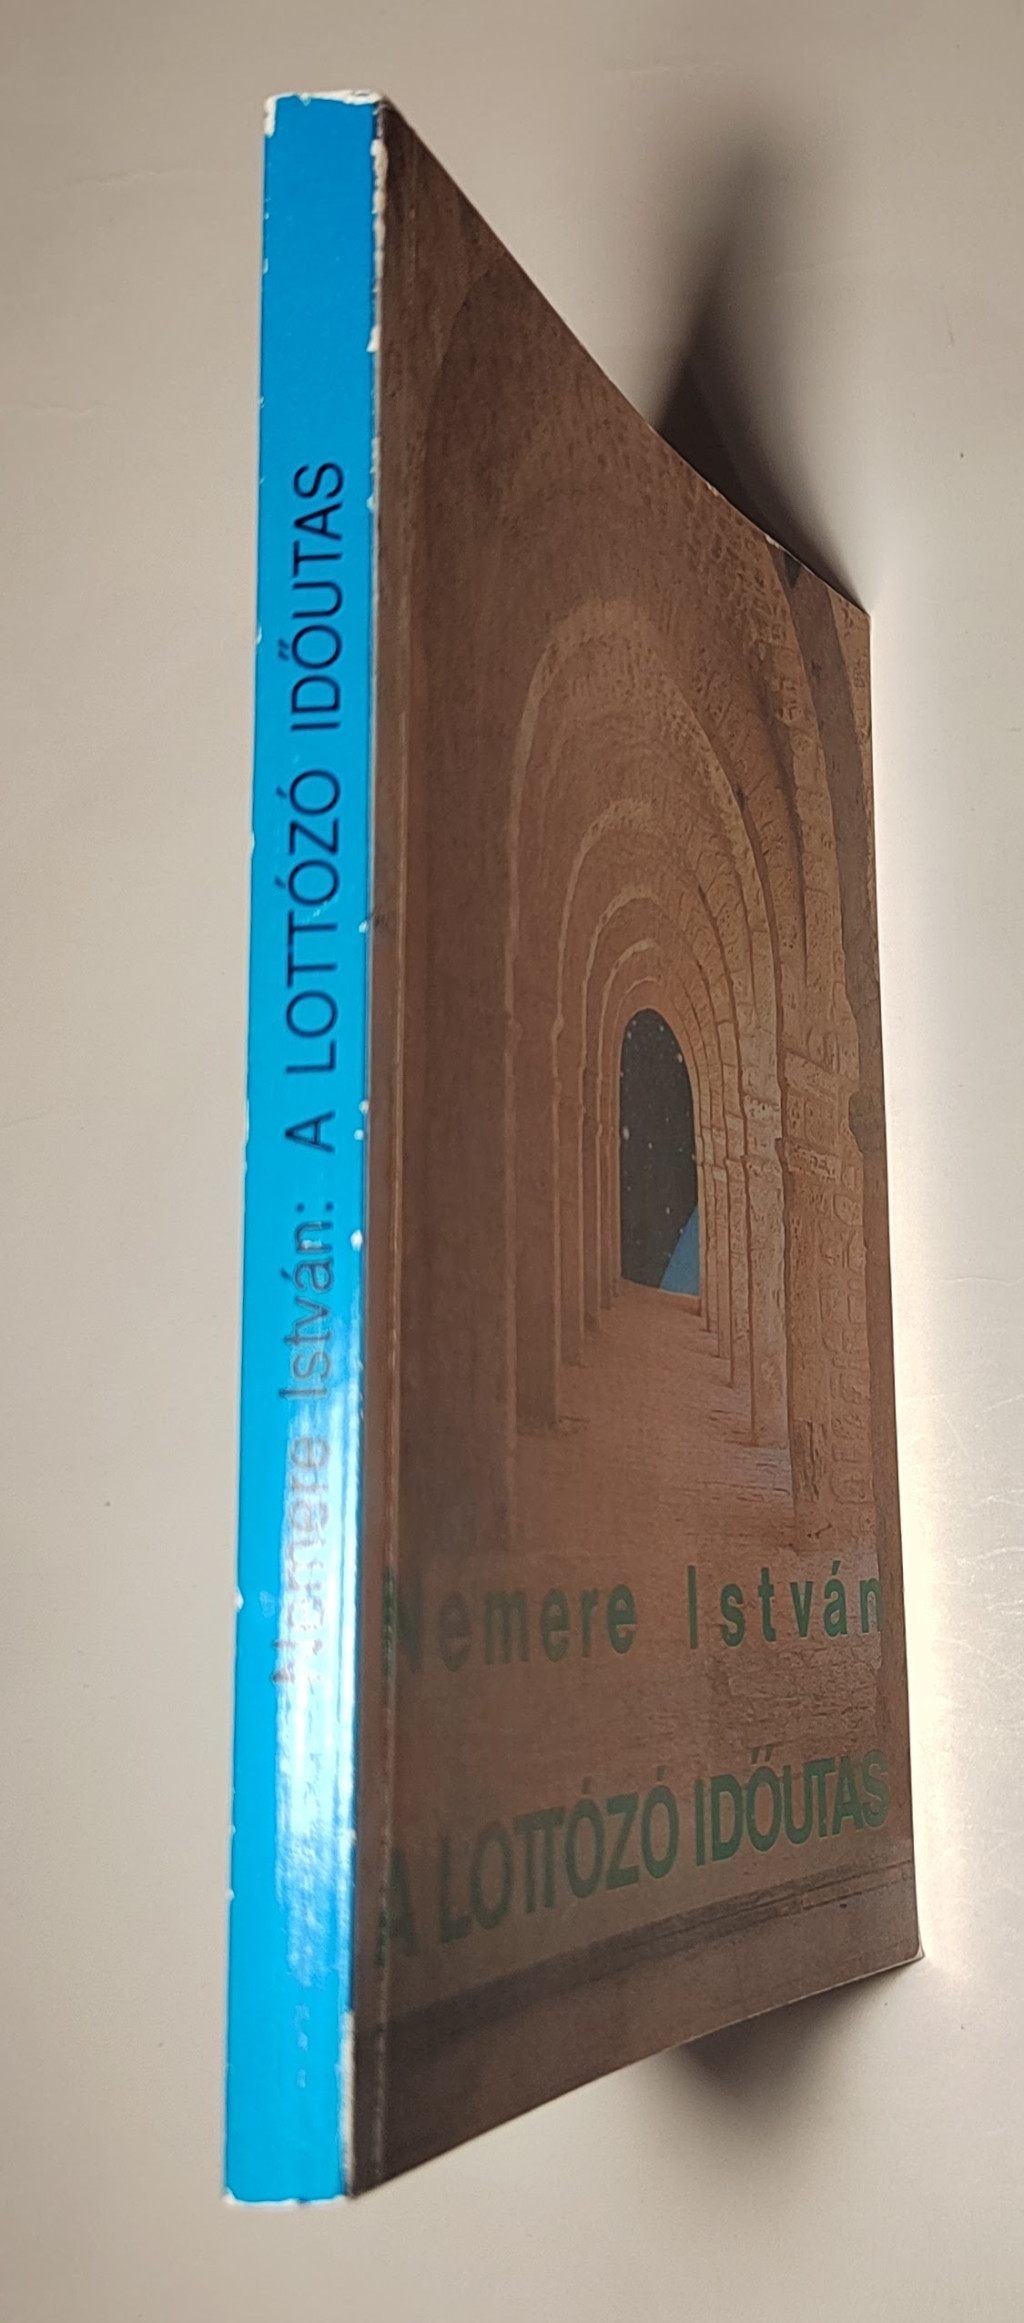 Nemere István: A LOTTÓZÓ IDŐUTAS
Nemere István
A LOTTÓZÓ IDŐUTAS